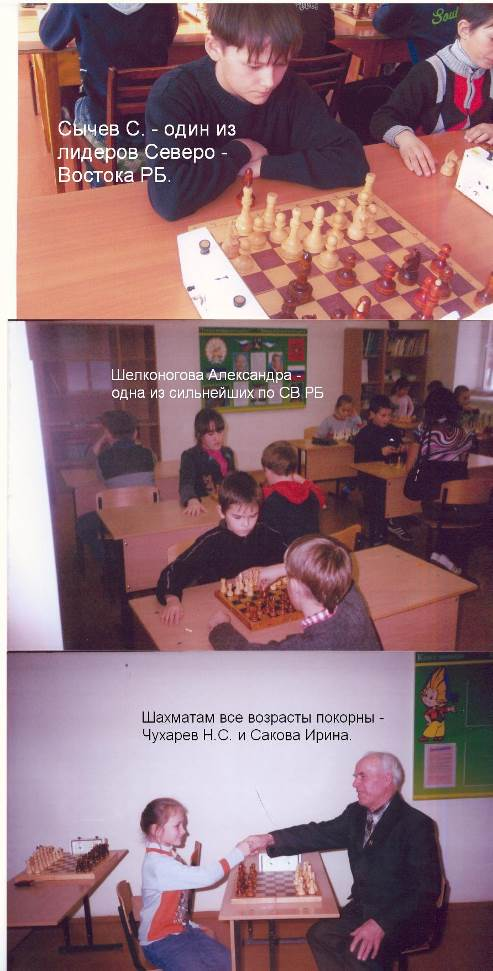 Soul
Сычев С. - один из
лидеров Северо -
Востока РБ.
Шелконогова Александра -
одна из сильнейших по СВ РБ
Шахматам все возрасты покорны -
Чухарев Н.С. и Сакова Ирина.